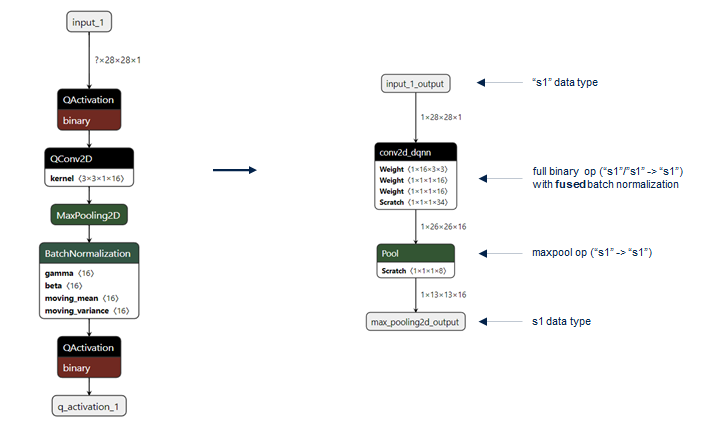 input_1
?×28×28×1
QActivation
binary
QConv2D
kernel ⟨3×3×1×16⟩
MaxPooling2D
BatchNormalization
gamma ⟨16⟩
beta ⟨16⟩
moving_mean ⟨16⟩
moving_variance ⟨16⟩
QActivation
binary
q_activation_1
input_1_output
1×28×28×1
conv2d_dqnn
Weight ⟨1×16×3×3⟩
Weight ⟨1×1×1×16⟩
Weight ⟨1×1×1×16⟩
Scratch ⟨1×1×1×34⟩
1×26×26×16
Pool
Scratch ⟨1×1×1×8⟩
1×13×13×16
max_pooling2d_output
“s1” data type
full binary op (“s1”/”s1” -> “s1”)
with fused batch normalization
maxpool op (“s1” -> “s1”)
s1 data type